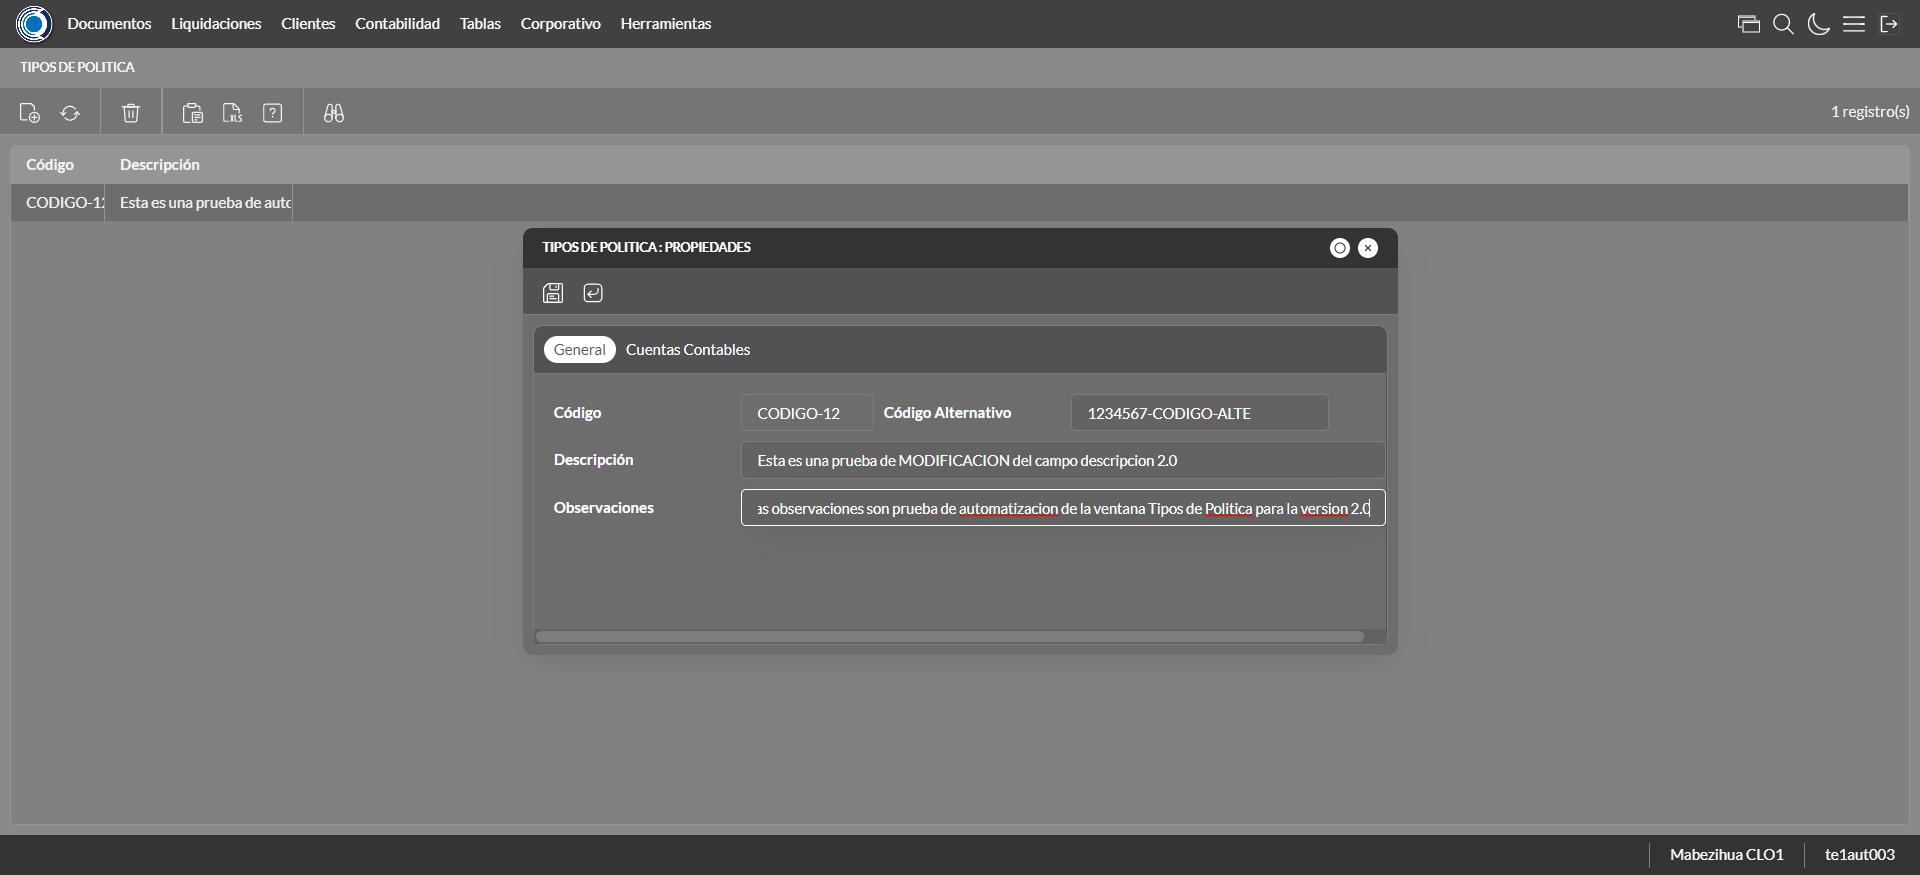 Documentos Liquidaciones Clientes Contabilidad Tablas Corporativo Herramientas
TIPOS DE POLITICA
XLS ? 1 registro(s)
Código Descripción
CODIGO-12 Esta es una prueba de auto
TIPOS DE POLITICA : PROPIEDADES
General Cuentas Contables
Código CODIGO-12 Código Alternativo 1234567-CODIGO-ALTE
Descripción Esta es una prueba de MODIFICACION del campo descripcion 2.0
Observaciones as observaciones son prueba de automatizacion de la ventana Tipos de Politica para la version 2.0
Mabezihua CLO1 te1aut003